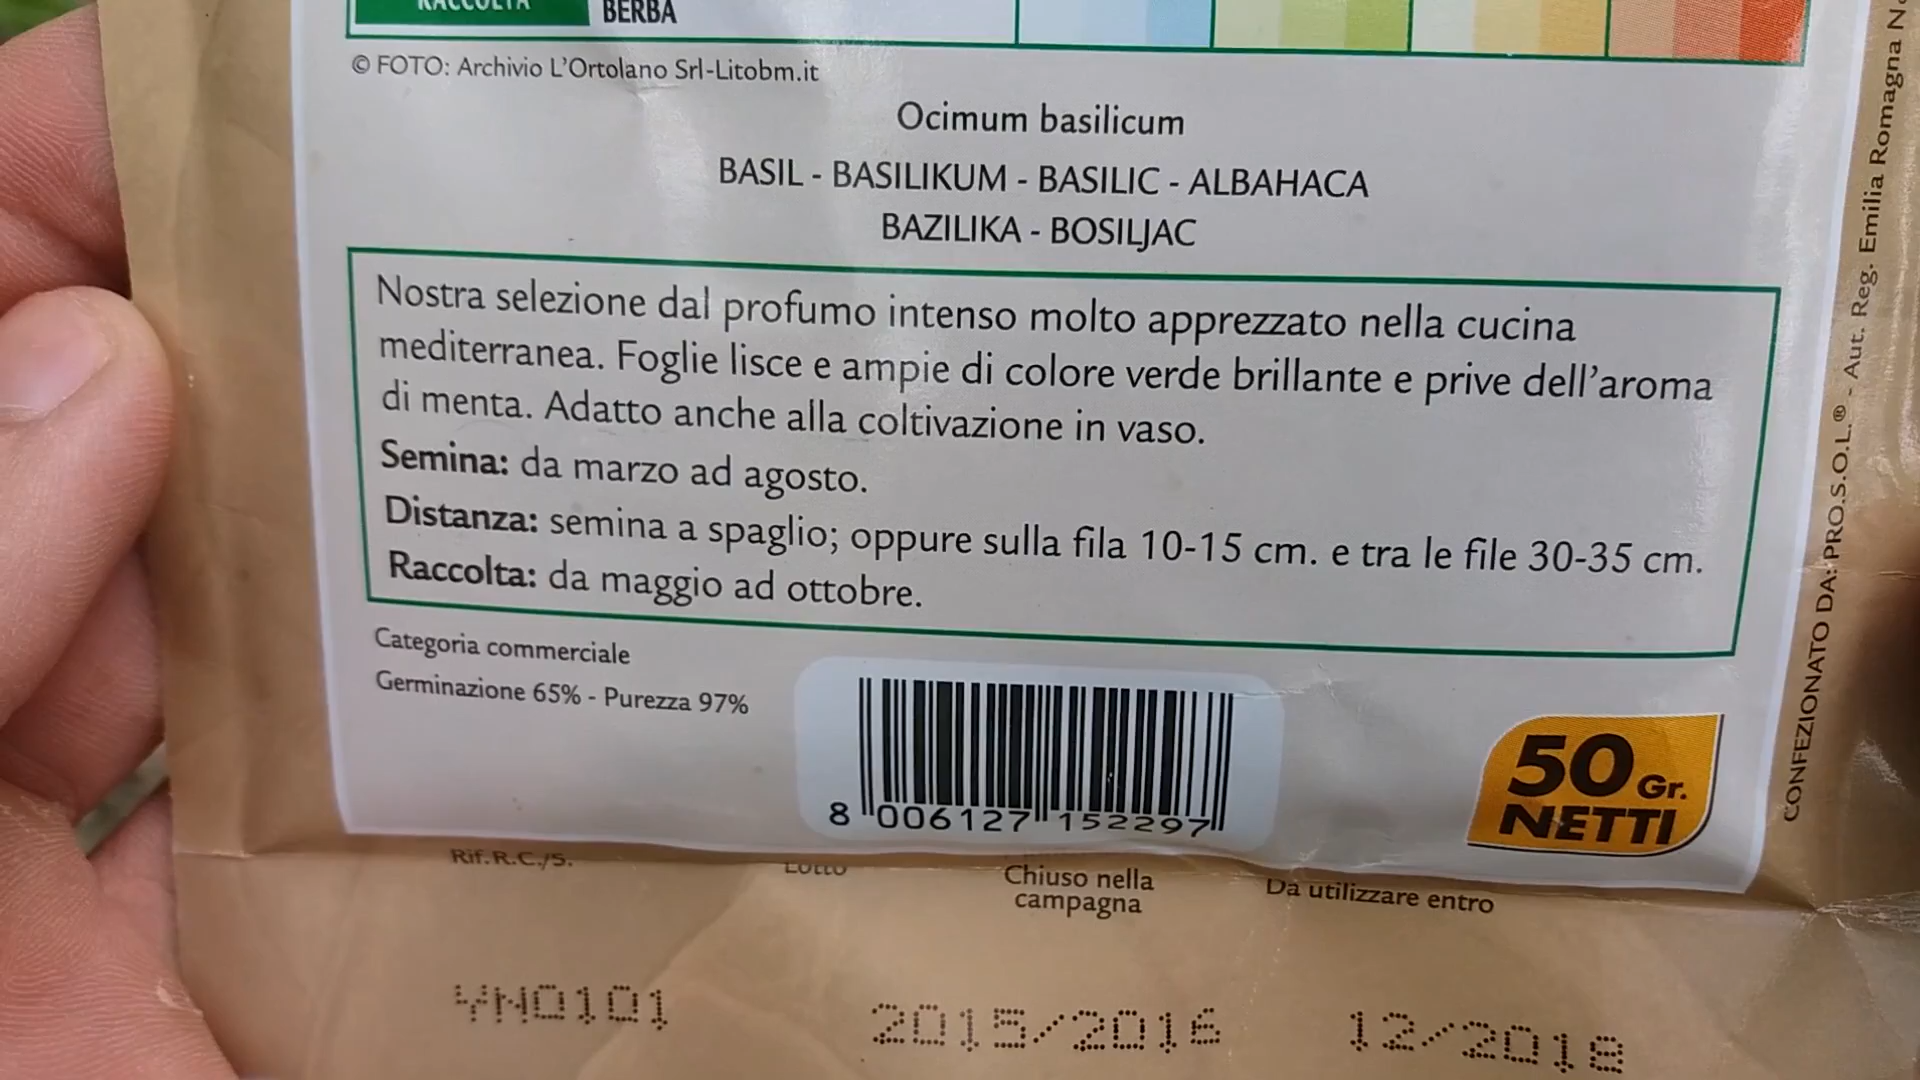 RACCOLTA
BERBA
© FOTO: Archivio L'Ortolano Srl-Litobm.it
Ocimum basilicum
BASIL - BASILIKUM - BASILIC - ALBAHACA
BAZILIKA - BOSILJAC
Nostra selezione dal profumo intenso molto apprezzato nella cucina
mediterranea. Foglie lisce e ampie di colore verde brillante e prive dell'aroma
di menta. Adatto anche alla coltivazione in vaso.
Semina: da marzo ad agosto.
Distanza: semina a spaglio; oppure sulla fila 10-15 cm. e tra le file 30-35 cm.
Raccolta: da maggio ad ottobre.
Categoria commerciale
Germinazione 65% - Purezza 97%
8 006127 152297
50 Gr.
NETTI
CONFEZIONATO DA: PRO.S.O.L.® - Aut. Reg. Emilia Romagna
Rif. R.C./S.
Lotto
Chiuso nella
campagna
Da utilizzare entro
YN0101
2015/2016
12/2018